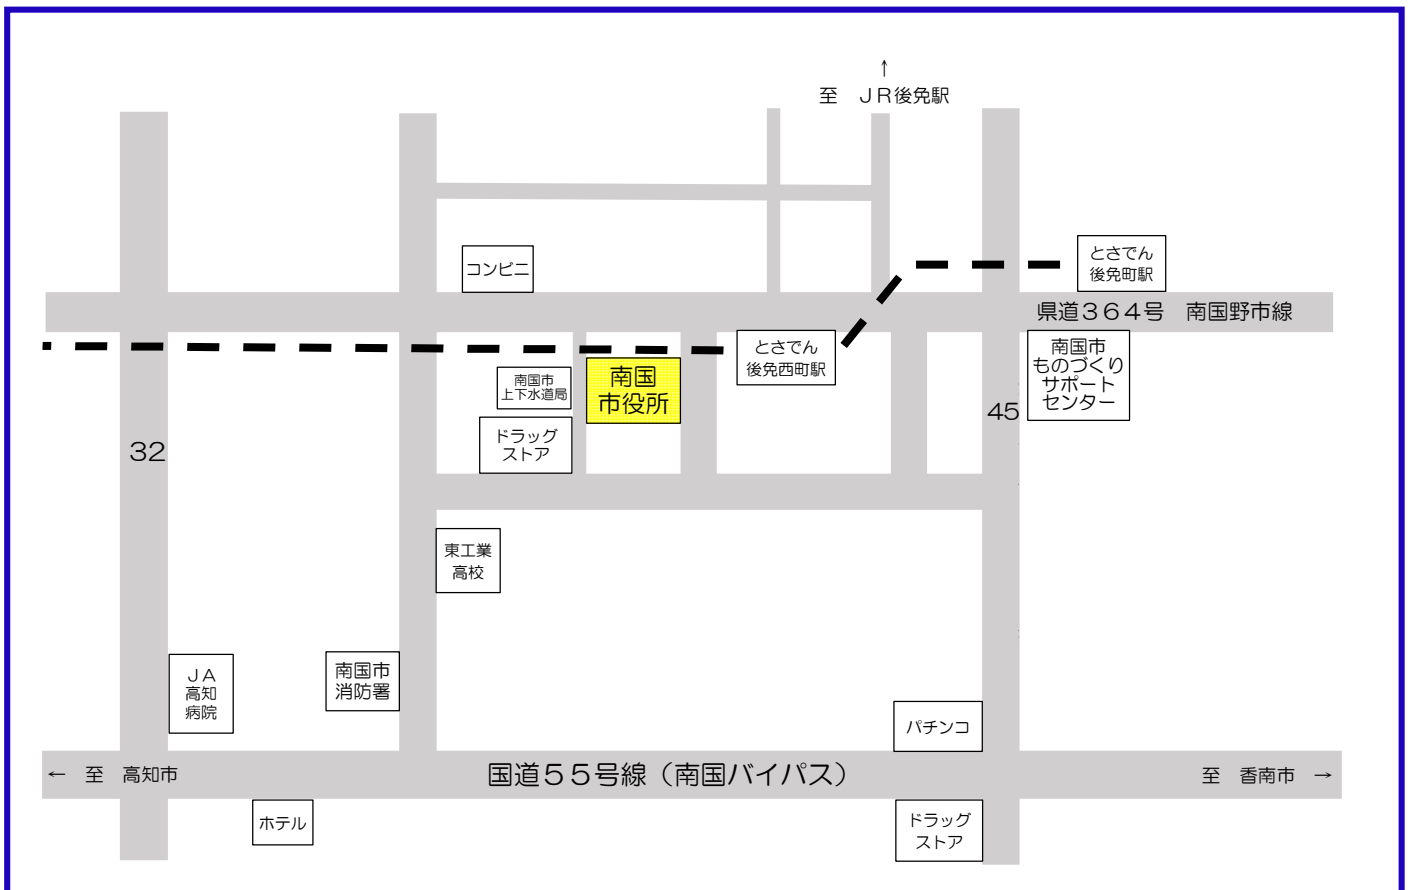 ↑
至　ＪＲ後免駅
とさでん
後免町駅
コンビニ
県道３６４号　南国野市線
とさでん
後免西町駅
南国市
ものづくり
サポート
センター
南国
市役所
南国市
上下水道局
45
ドラッグ
ストア
32
東工業
高校
ＪＡ
高知
病院
南国市
消防署
パチンコ
←　至　高知市
国道５５号線（南国バイパス）
至　香南市　→
ホテル
ドラッグ
ストア